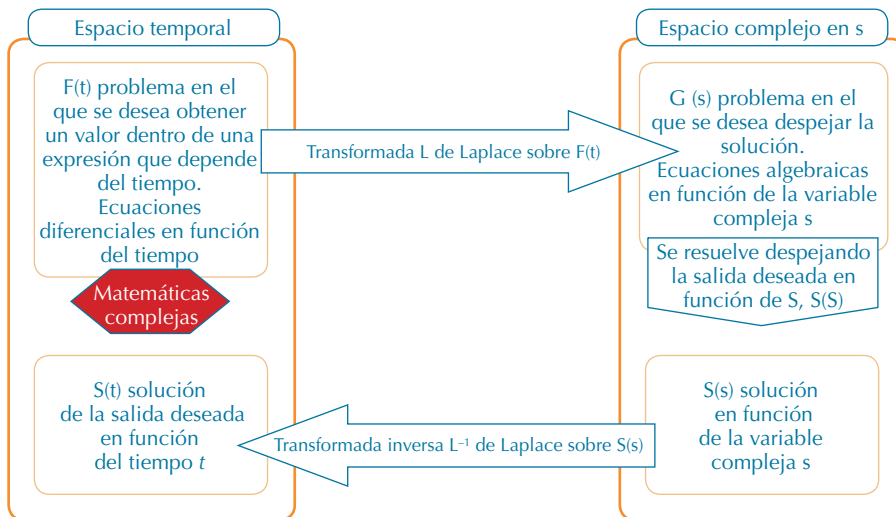 Espacio temporal
F(t) problema en el
que se desea obtener
un valor dentro de una
expresión que depende
del tiempo.
Ecuaciones
diferenciales en función
del tiempo
Matemáticas
complejas
S(t) solución
de la salida deseada
en función
del tiempo t
Transformada L de Laplace sobre F(t)
Transformada inversa L⁻¹ de Laplace sobre S(s)
Espacio complejo en s
G (s) problema en el
que se desea despejar la
solución.
Ecuaciones algebraicas
en función de la variable
compleja s
Se resuelve despejando
la salida deseada en
función de S, S(S)
S(s) solución
en función
de la variable
compleja s